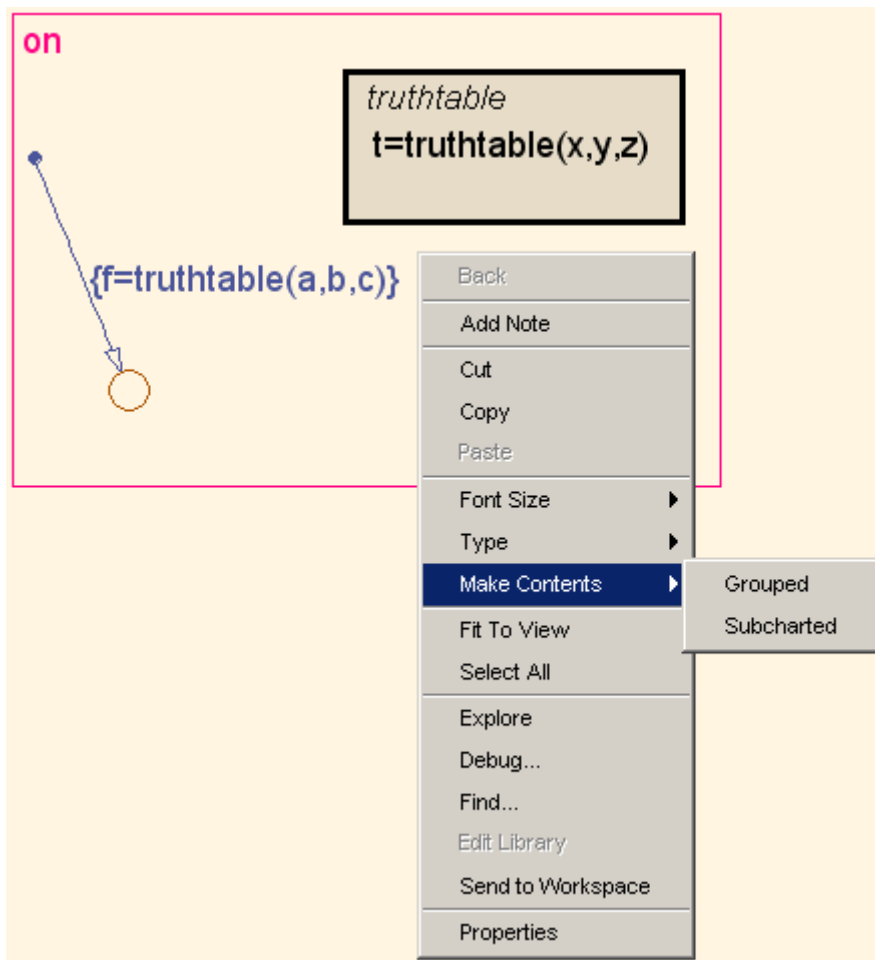 on
truthtable
t=truthtable(x,y,z)
{f=truthtable(a,b,c)}
Back
Add Note
Cut
Copy
Paste
Font Size
Type
Make Contents
Grouped
Subcharted
Fit To View
Select All
Explore
Debug...
Find...
Edit Library
Send to Workspace
Properties